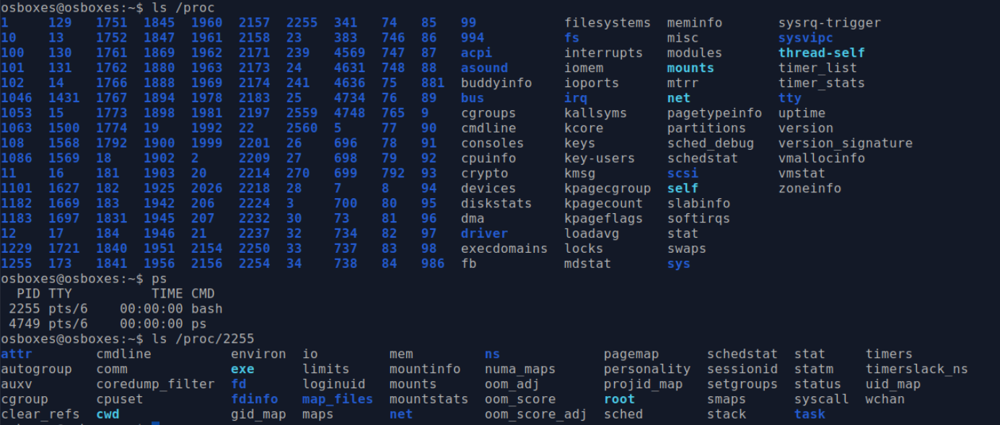 osboxes@osboxes:~$ ls /proc
1 129 1751 1845 1960 2157 2255 341 74 85 99 filesystems meminfo sysrq-trigger
10 13 1752 1847 1961 2158 23 383 746 86 994 fs misc sysvipc
100 130 1761 1869 1962 2171 239 4569 747 87 acpi interrupts modules thread-self
101 131 1762 1880 1963 2173 24 4631 748 88 asound iomem mounts timer_list
102 14 1766 1888 1969 2174 241 4636 75 881 buddyinfo ioports mtrr timer_stats
1046 1431 1767 1894 1978 2183 25 4734 76 89 bus irq net tty
1053 15 1773 1898 1981 2197 2559 4748 765 9 cgroups kallsyms pagetypeinfo uptime
1063 1500 1774 19 1992 22 2560 5 77 90 cmdline kcore partitions version
108 1568 1792 1900 1999 2201 26 696 78 91 consoles keys sched_debug version_signature
1086 1569 18 1902 2 2209 27 698 79 92 cpuinfo key-users schedstat vmallocinfo
11 16 181 1903 20 2214 270 699 792 93 crypto kmsg scsi vmstat
1101 1627 182 1925 2026 2218 28 7 8 94 devices kpagecgroup self zoneinfo
1182 1669 183 1942 206 2224 3 700 80 95 diskstats kpagecount slabinfo
1183 1697 1831 1945 207 2232 30 73 81 96 dma kpageflags softirqs
12 17 184 1946 21 2237 32 734 82 97 driver loadavg stat
1229 1721 1840 1951 2154 2250 33 737 83 98 execdomains locks swaps
1255 173 1841 1956 2156 2254 34 738 84 986 fb mdstat sys
osboxes@osboxes:~$ ps
PID TTY TIME CMD
2255 pts/6 00:00:00 bash
4749 pts/6 00:00:00 ps
osboxes@osboxes:~$ ls /proc/2255
attr cmdline environ io mem ns pagemap schedstat stat timers
autogroup comm exe limits mountinfo numa_maps personality sessionid statm timerslack_ns
auxv coredump_filter fd loginuid mounts oom_adj projid_map setgroups status uid_map
cgroup cpuset fdinfo map_files mountstats oom_score root smaps syscall wchan
clear_refs cwd gid_map maps net oom_score_adj sched stack task